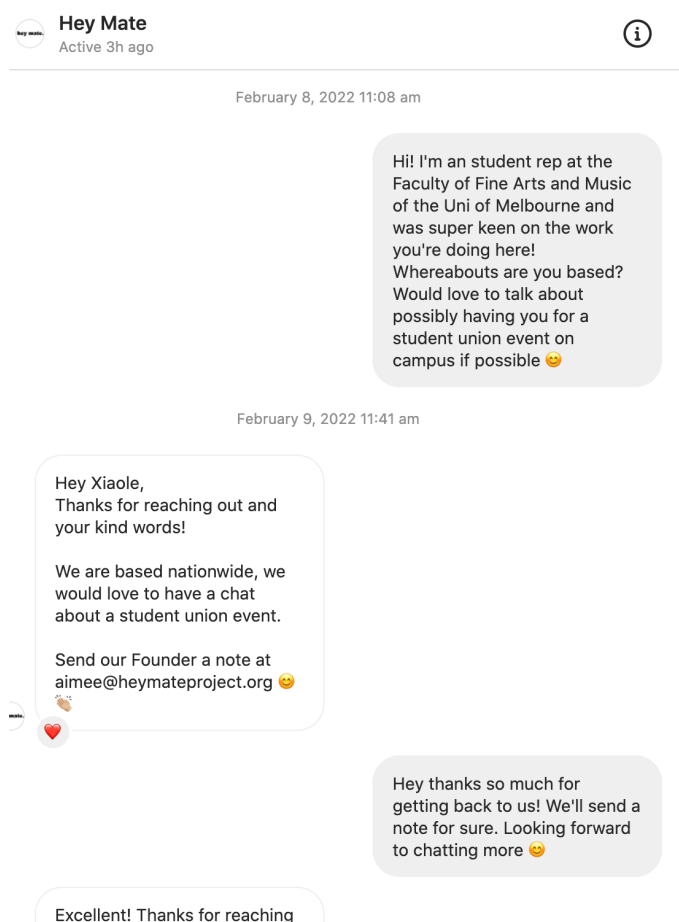 hey mate.
Hey Mate
Active 3h ago
February 8, 2022 11:08 am
Hi! I'm an student rep at the
Faculty of Fine Arts and Music
of the Uni of Melbourne and
was super keen on the work
you're doing here!
Whereabouts are you based?
Would love to talk about
possibly having you for a
student union event on
campus if possible 😊
February 9, 2022 11:41 am
Hey Xiaole,
Thanks for reaching out and
your kind words!
We are based nationwide, we
would love to have a chat
about a student union event.
Send our Founder a note at
aimee@heymateproject.org 😊
👏🏼
mate.
Hey thanks so much for
getting back to us! We'll send a
note for sure. Looking forward
to chatting more 😊
Excellent! Thanks for reaching